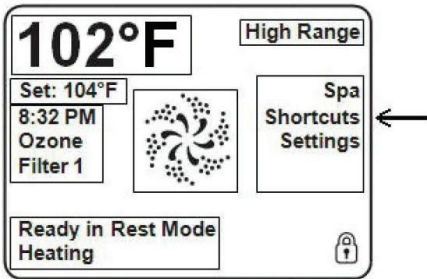 102°F
High Range
Set: 104°F
8:32 PM
Ozone
Filter 1
Spa
Shortcuts
Settings
Ready in Rest Mode
Heating